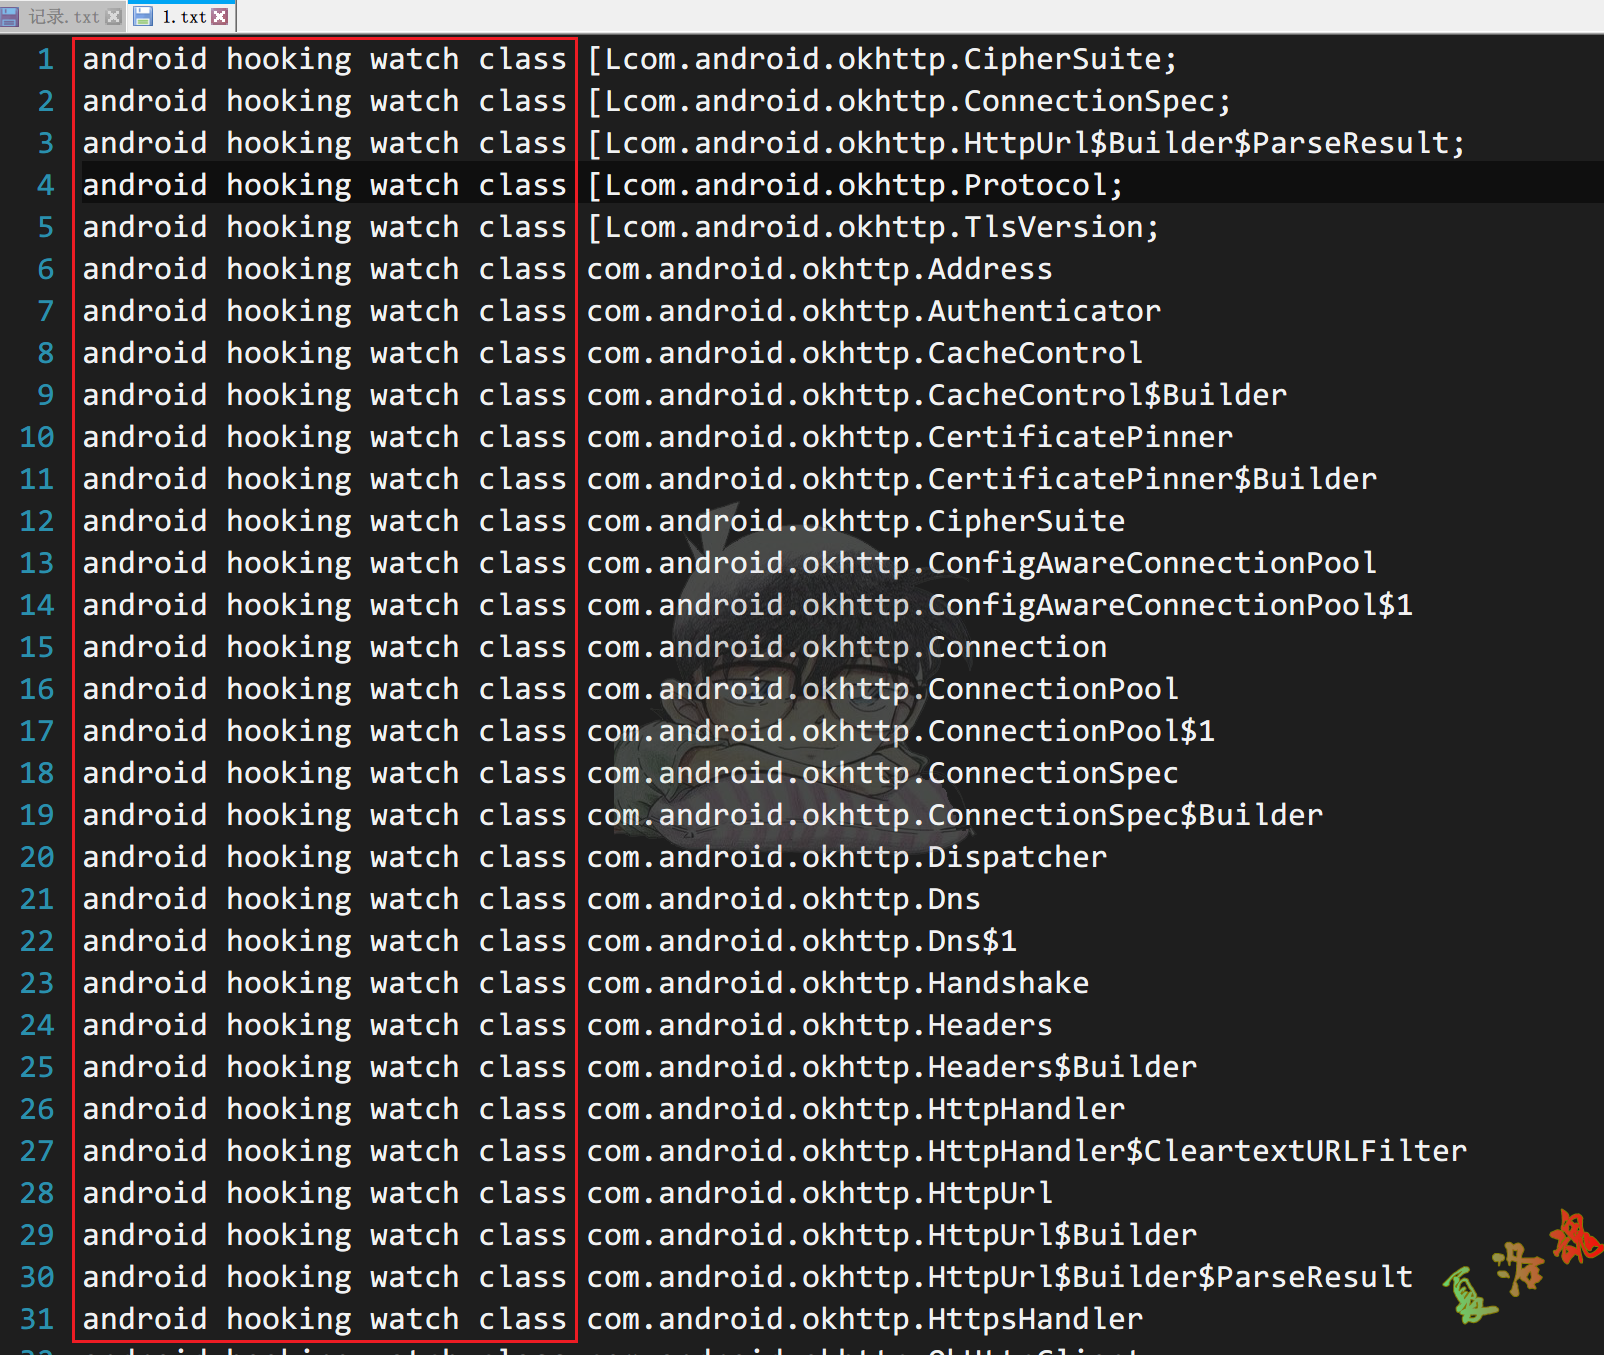 记录.txt 1.txt
1 android hooking watch class [Lcom.android.okhttp.CipherSuite;
2 android hooking watch class [Lcom.android.okhttp.ConnectionSpec;
3 android hooking watch class [Lcom.android.okhttp.HttpUrl$Builder$ParseResult;
4 android hooking watch class [Lcom.android.okhttp.Protocol;
5 android hooking watch class [Lcom.android.okhttp.TlsVersion;
6 android hooking watch class com.android.okhttp.Address
7 android hooking watch class com.android.okhttp.Authenticator
8 android hooking watch class com.android.okhttp.CacheControl
9 android hooking watch class com.android.okhttp.CacheControl$Builder
10 android hooking watch class com.android.okhttp.CertificatePinner
11 android hooking watch class com.android.okhttp.CertificatePinner$Builder
12 android hooking watch class com.android.okhttp.CipherSuite
13 android hooking watch class com.android.okhttp.ConfigAwareConnectionPool
14 android hooking watch class com.android.okhttp.ConfigAwareConnectionPool$1
15 android hooking watch class com.android.okhttp.Connection
16 android hooking watch class com.android.okhttp.ConnectionPool
17 android hooking watch class com.android.okhttp.ConnectionPool$1
18 android hooking watch class com.android.okhttp.ConnectionSpec
19 android hooking watch class com.android.okhttp.ConnectionSpec$Builder
20 android hooking watch class com.android.okhttp.Dispatcher
21 android hooking watch class com.android.okhttp.Dns
22 android hooking watch class com.android.okhttp.Dns$1
23 android hooking watch class com.android.okhttp.Handshake
24 android hooking watch class com.android.okhttp.Headers
25 android hooking watch class com.android.okhttp.Headers$Builder
26 android hooking watch class com.android.okhttp.HttpHandler
27 android hooking watch class com.android.okhttp.HttpHandler$CleartextURLFilter
28 android hooking watch class com.android.okhttp.HttpUrl
29 android hooking watch class com.android.okhttp.HttpUrl$Builder
30 android hooking watch class com.android.okhttp.HttpUrl$Builder$ParseResult
31 android hooking watch class com.android.okhttp.HttpsHandler
夏洛